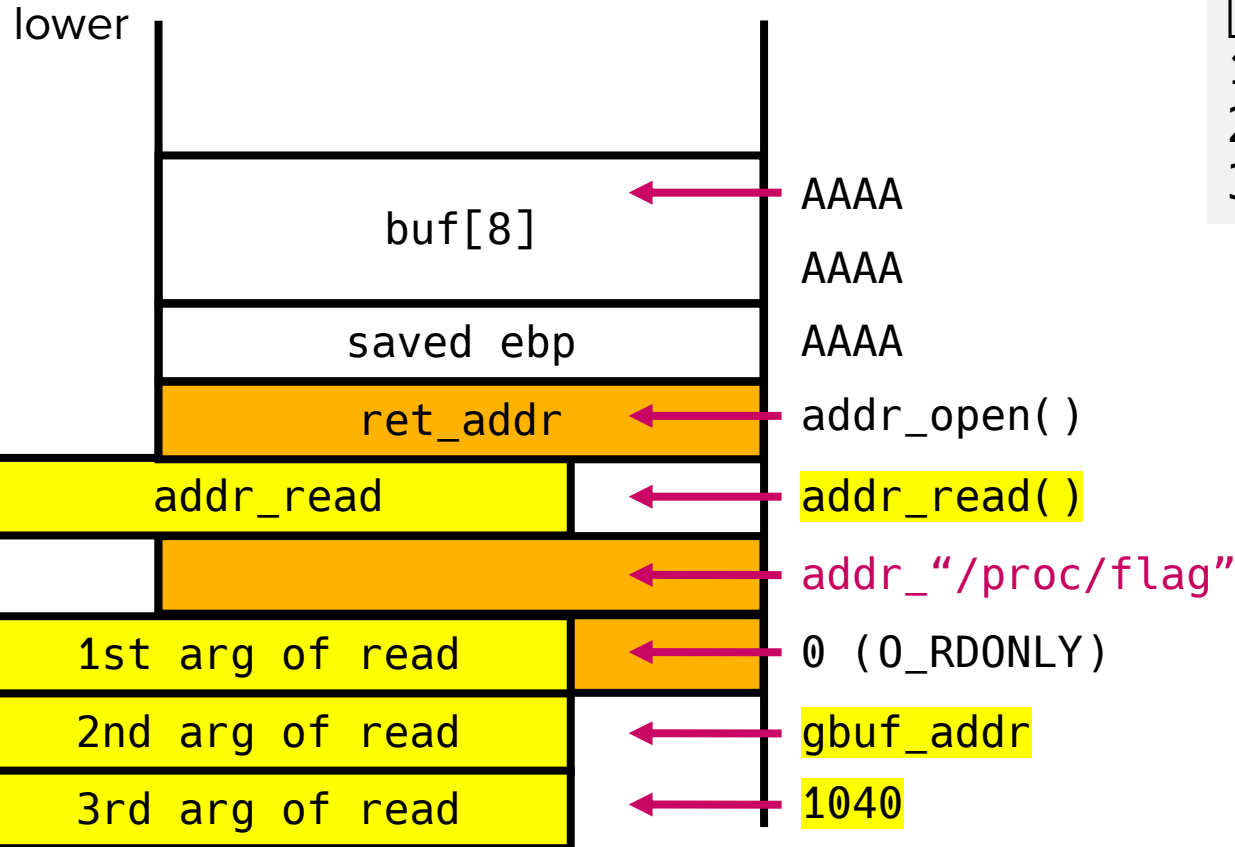 lower
buf[8]
AAAA
AAAA
saved ebp
AAAA
ret_addr
addr_open()
addr_read
addr_read()
addr_“/proc/flag”
1st arg of read
0 (O_RDONLY)
2nd arg of read
gbuf_addr
3rd arg of read
1040